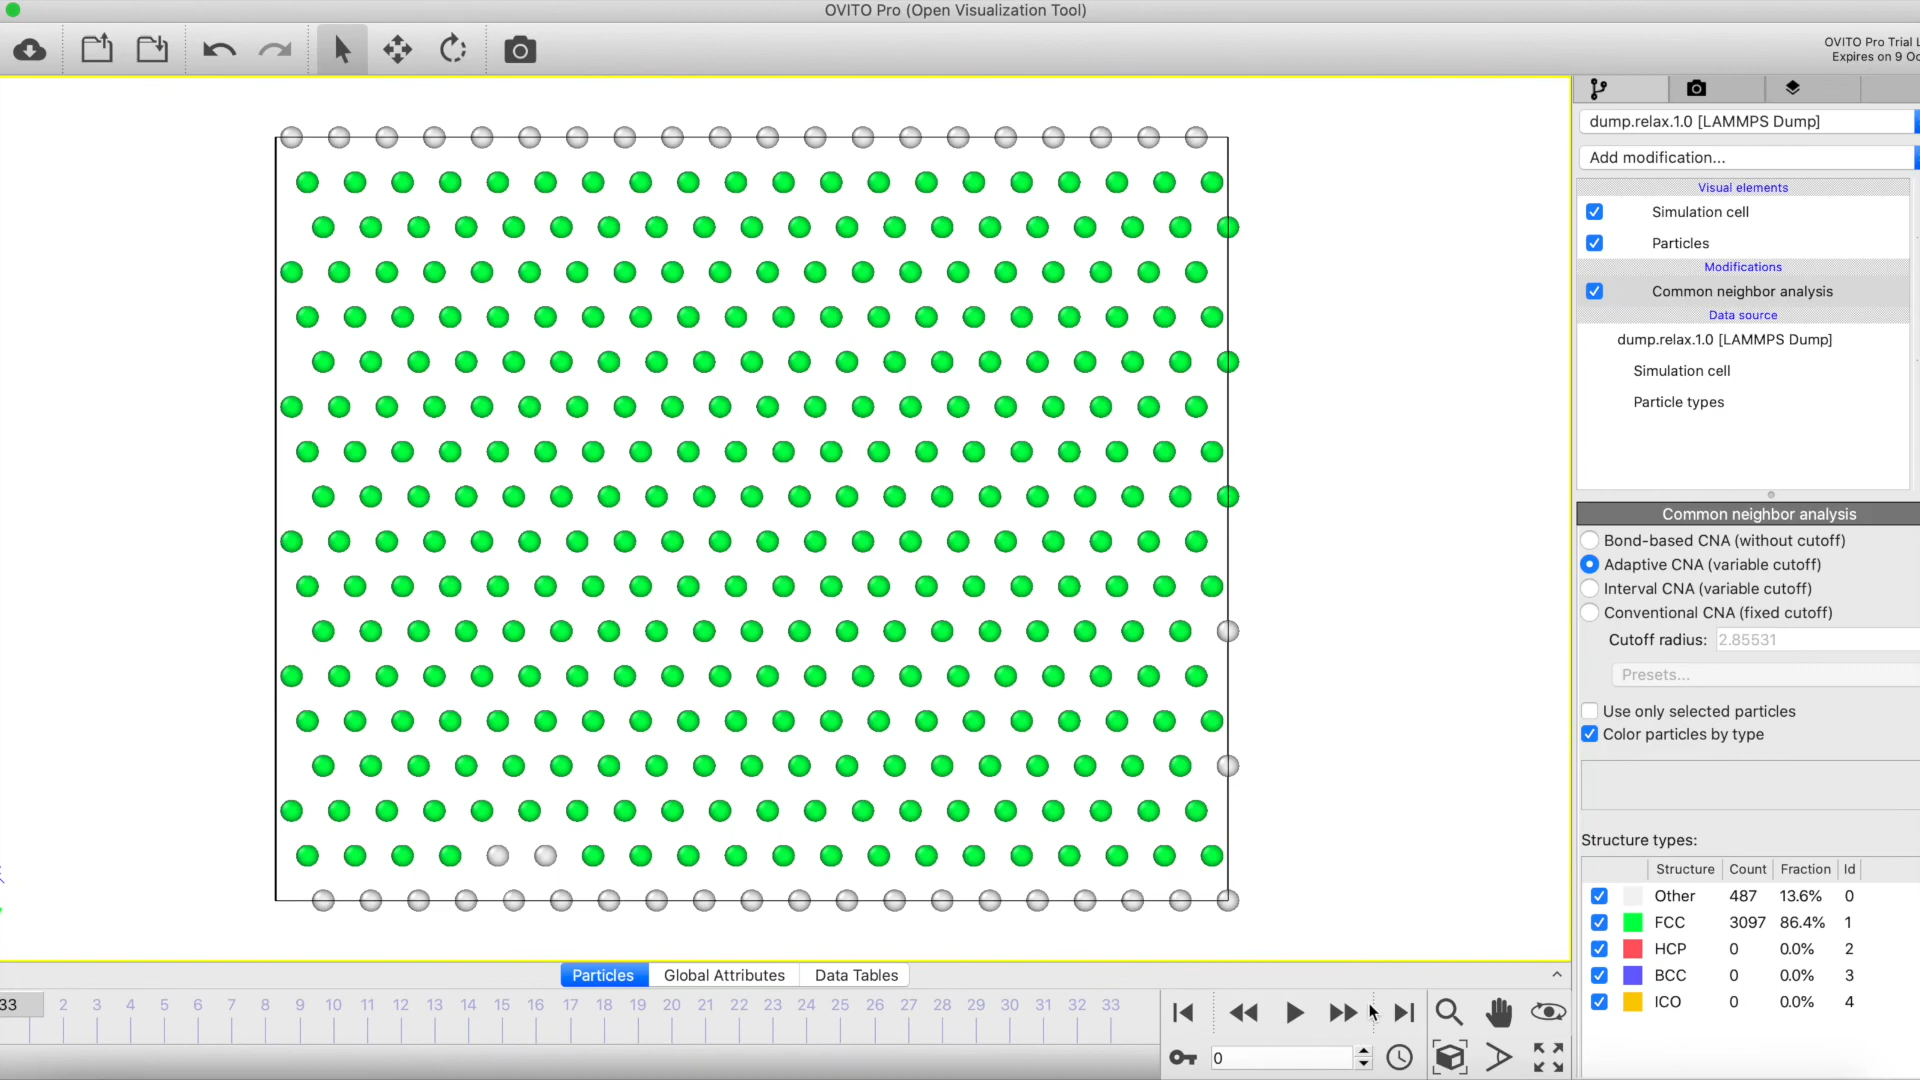 OVITO Pro (Open Visualization Tool)
OVITO Pro Trial L
Expires on 9 Oc
dump.relax.1.0 [LAMMPS Dump]
Add modification...
Visual elements
Simulation cell
Particles
Modifications
Common neighbor analysis
Data source
dump.relax.1.0 [LAMMPS Dump]
Simulation cell
Particle types
Common neighbor analysis
Bond-based CNA (without cutoff)
Adaptive CNA (variable cutoff)
Interval CNA (variable cutoff)
Conventional CNA (fixed cutoff)
Cutoff radius: 2.85531
Presets...
Use only selected particles
Color particles by type
Structure types:
Structure Count Fraction Id
Other 487 13.6% 0
FCC 3097 86.4% 1
HCP 0 0.0% 2
BCC 0 0.0% 3
ICO 0 0.0% 4
Particles Global Attributes Data Tables
33 2 3 4 5 6 7 8 9 10 11 12 13 14 15 16 17 18 19 20 21 22 23 24 25 26 27 28 29 30 31 32 33
0